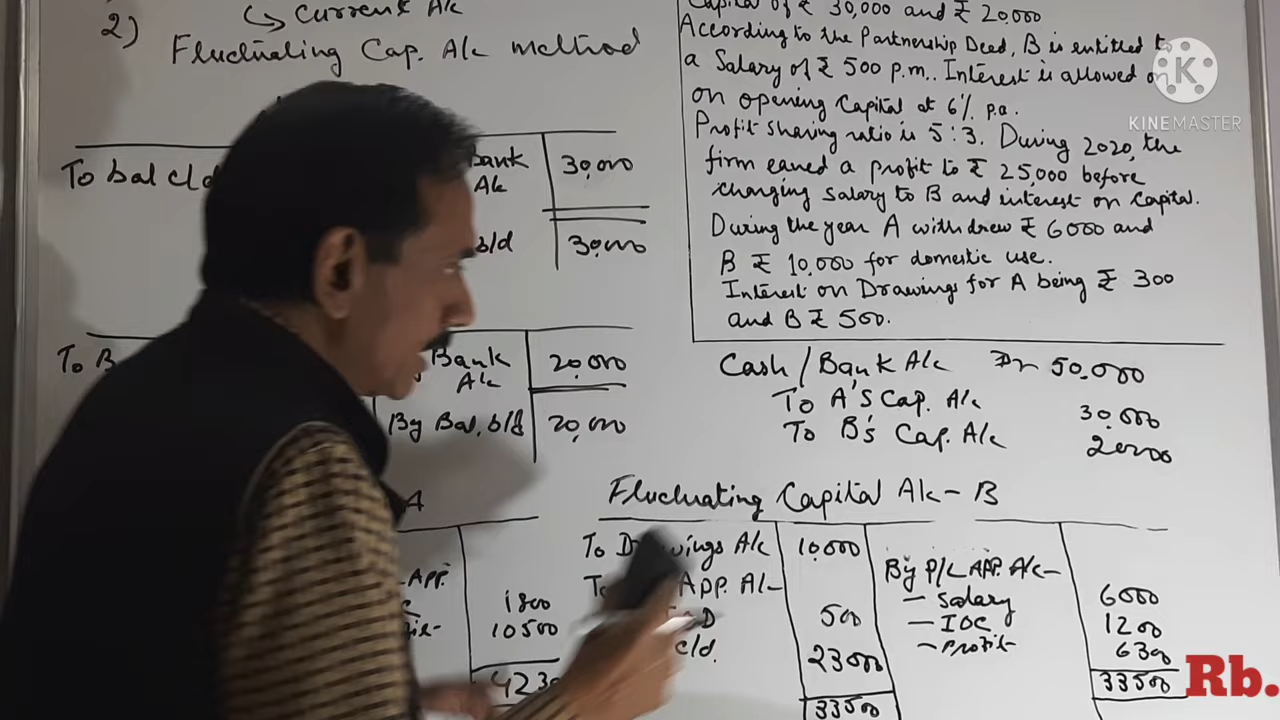 ↳ Current A/c
2)
Fluctuating Cap. A/c method
To bal c/d
Bank
A/c
30,000
b/d
30,000
To B
Bank
A/c
20,000
By Bal. b/d
20,000
A
APP.
1800
10500
Capital of ₹ 30,000 and ₹ 20,000
According to the Partnership Deed, B is entitled to
a Salary of ₹ 500 p.m.. Interest is allowed on
on opening Capital at 6% p.a.
Profit sharing ratio is 5:3. During 2020, the
firm earned a profit to ₹ 25,000 before
charging salary to B and interest on Capital.
During the year A withdrew ₹ 6000 and
B ₹ 10,000 for domestic use.
Interest on Drawings for A being ₹ 300
and B ₹ 500.
Cash / Bank A/c Dr 50,000
To A's Cap. A/c 30,000
To B's Cap. A/c 20000
Fluctuating Capital A/c - B
To Drawings A/c 10,000
To APP. A/c -
500
c/d. 23000
33500
By P/L APP. A/c -
- Salary 6000
- IOC 1200
- Profit 6300
33500
KINEMASTER
K
Rb.